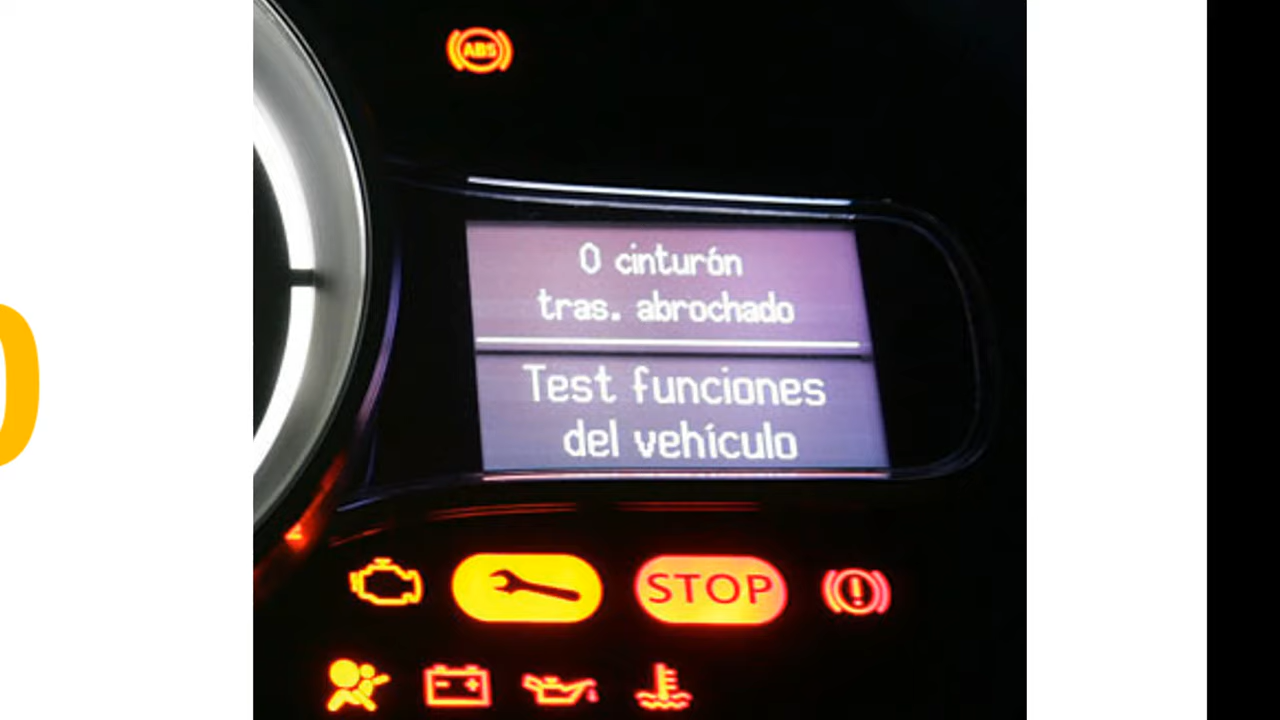 ABS
0 cinturón
tras. abrochado
Test funciones
del vehículo
STOP